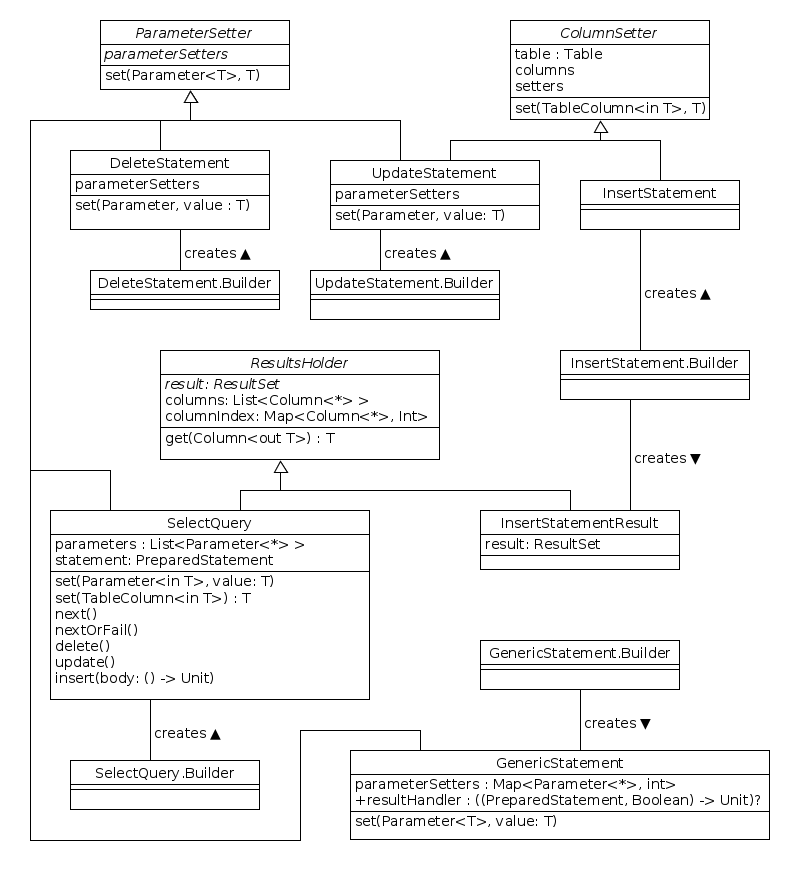 ParameterSetter
parameterSetters
set(Parameter<T>, T)
ColumnSetter
table : Table
columns
setters
set(TableColumn<in T>, T)
DeleteStatement
parameterSetters
set(Parameter, value : T)
UpdateStatement
parameterSetters
set(Parameter, value: T)
InsertStatement
creates ▲
creates ▲
DeleteStatement.Builder
UpdateStatement.Builder
creates ▲
ResultsHolder
result: ResultSet
columns: List<Column<*> >
columnIndex: Map<Column<*>, Int>
get(Column<out T>) : T
InsertStatement.Builder
creates ▼
SelectQuery
parameters : List<Parameter<*> >
statement: PreparedStatement
set(Parameter<in T>, value: T)
set(TableColumn<in T>) : T
next()
nextOrFail()
delete()
update()
insert(body: () -> Unit)
InsertStatementResult
result: ResultSet
GenericStatement.Builder
creates ▼
creates ▲
SelectQuery.Builder
GenericStatement
parameterSetters : Map<Parameter<*>, int>
+resultHandler : ((PreparedStatement, Boolean) -> Unit)?
set(Parameter<T>, value: T)